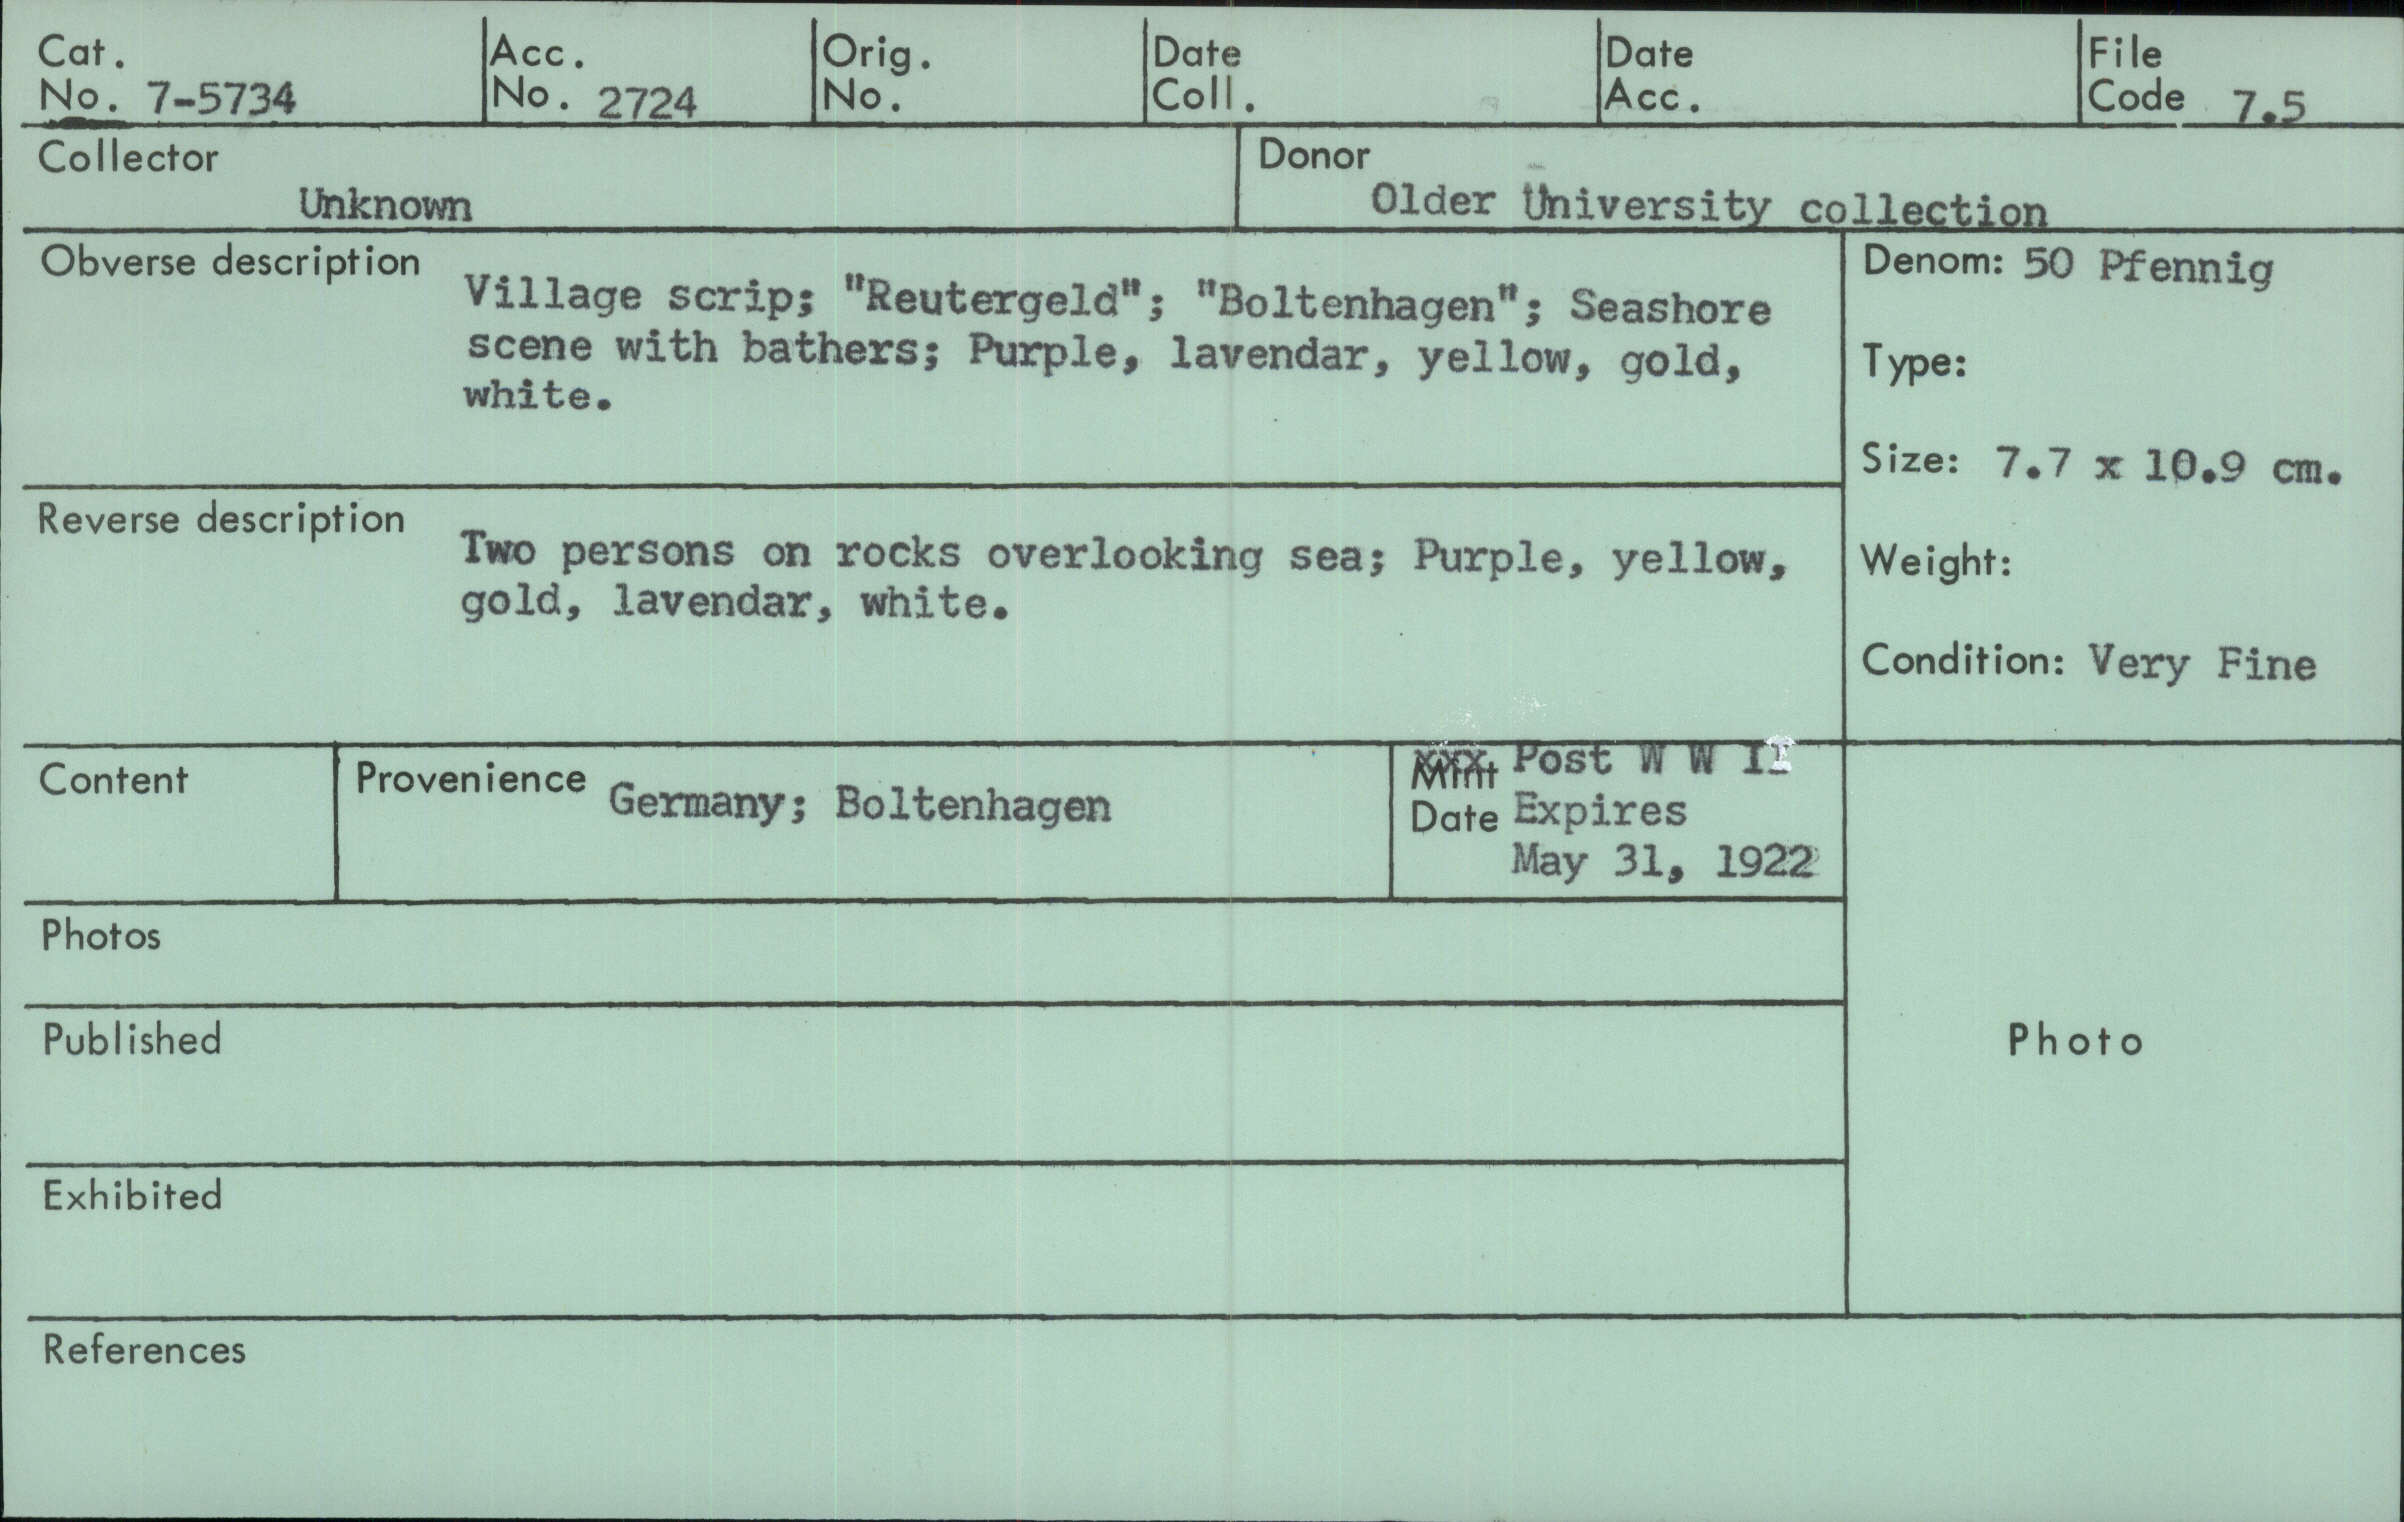 Cat. No. 7-5734
Acc. No. 2724
Orig. No.
Date Coll.
Date Acc.
File Code 7.5
Collector
Unknown
Donor
Older University collection
Obverse description
Village scrip; "Reutergeld"; "Boltenhagen"; Seashore
scene with bathers; Purple, lavendar, yellow, gold,
white.
Denom: 50 Pfennig
Type:
Size: 7.7 x 10.9 cm.
Weight:
Condition: Very Fine
Reverse description
Two persons on rocks overlooking sea; Purple, yellow,
gold, lavendar, white.
Content
Provenience Germany; Boltenhagen
xxx Post W W
Mint
Date Expires
May 31, 1922
Photos
Published
Photo
Exhibited
References